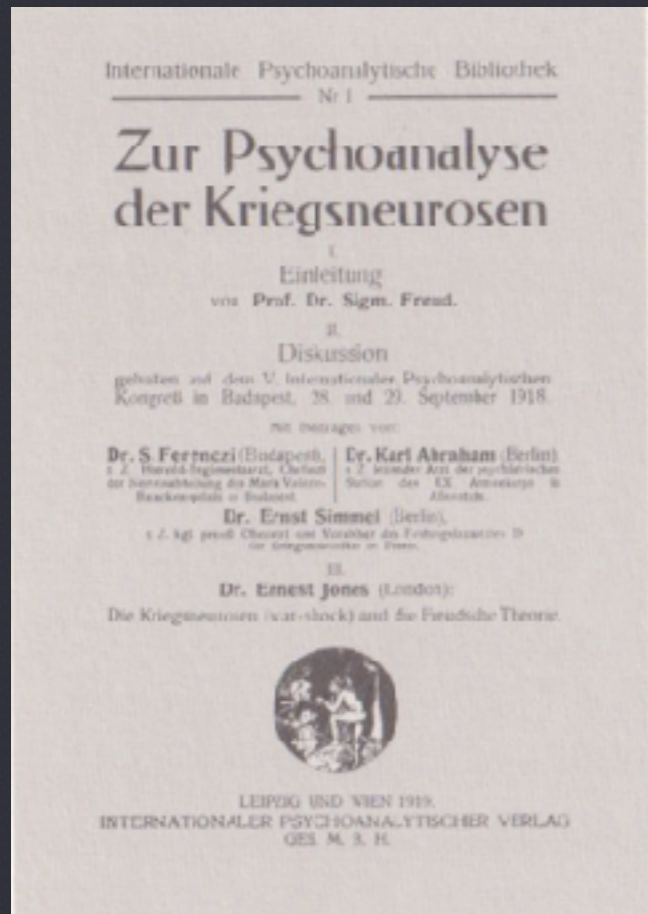 Internationale Psychoanalytische Bibliothek
Nr 1
Zur Psychoanalyse
der Kriegsneurosen
I.
Einleitung
von Prof. Dr. Sigm. Freud.
II.
Diskussion
gehalten auf dem V. Internationalen Psychoanalytischen
Kongreß in Budapest, 28. und 29. September 1918.
Mit Beiträgen von:
Dr. S. Ferenczi (Budapest),
Dr. Karl Abraham (Berlin)
Dr. Ernst Simmel (Berlin),
III.
Dr. Ernest Jones (London):
Die Kriegsneurosen (war-shock) und die Freudsche Theorie.
LEIPZIG UND WIEN 1919.
INTERNATIONALER PSYCHOANALYTISCHER VERLAG
GES. M. B. H.